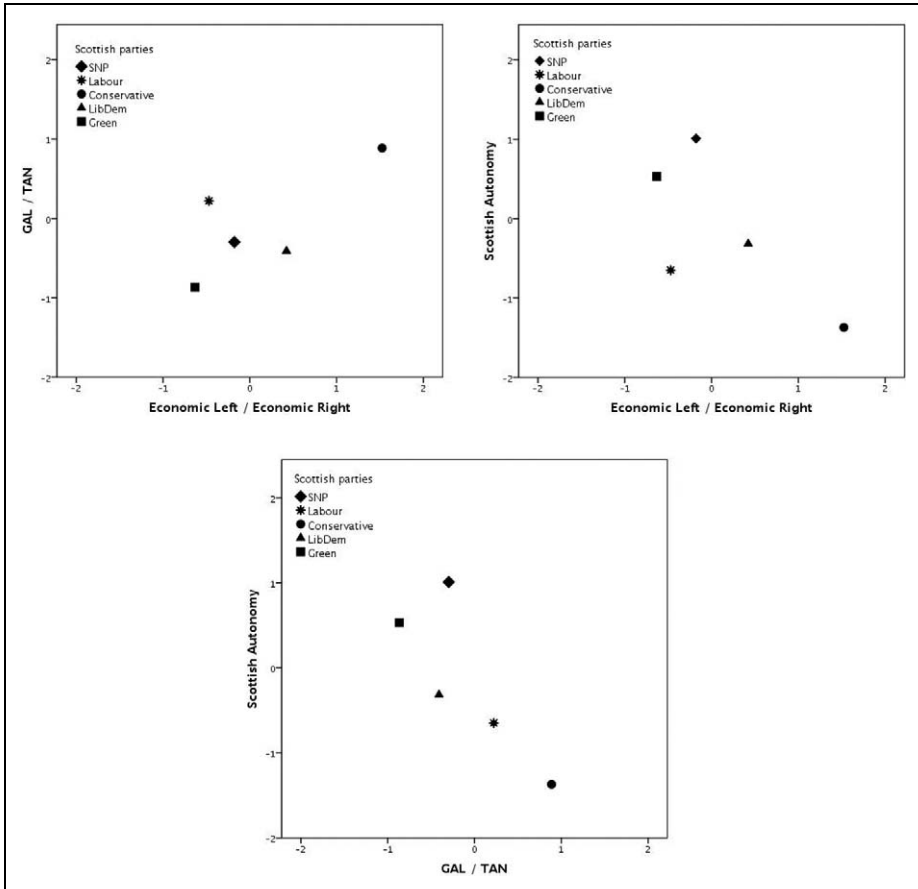 Scottish parties
SNP
Labour
Conservative
LibDem
Green
GAL / TAN
2
1
0
-1
-2
-2 -1 0 1 2
Economic Left / Economic Right
Scottish parties
SNP
Labour
Conservative
LibDem
Green
Scottish Autonomy
2
1
0
-1
-2
-2 -1 0 1 2
Economic Left / Economic Right
Scottish parties
SNP
Labour
Conservative
LibDem
Green
Scottish Autonomy
2
1
0
-1
-2
-2 -1 0 1 2
GAL / TAN